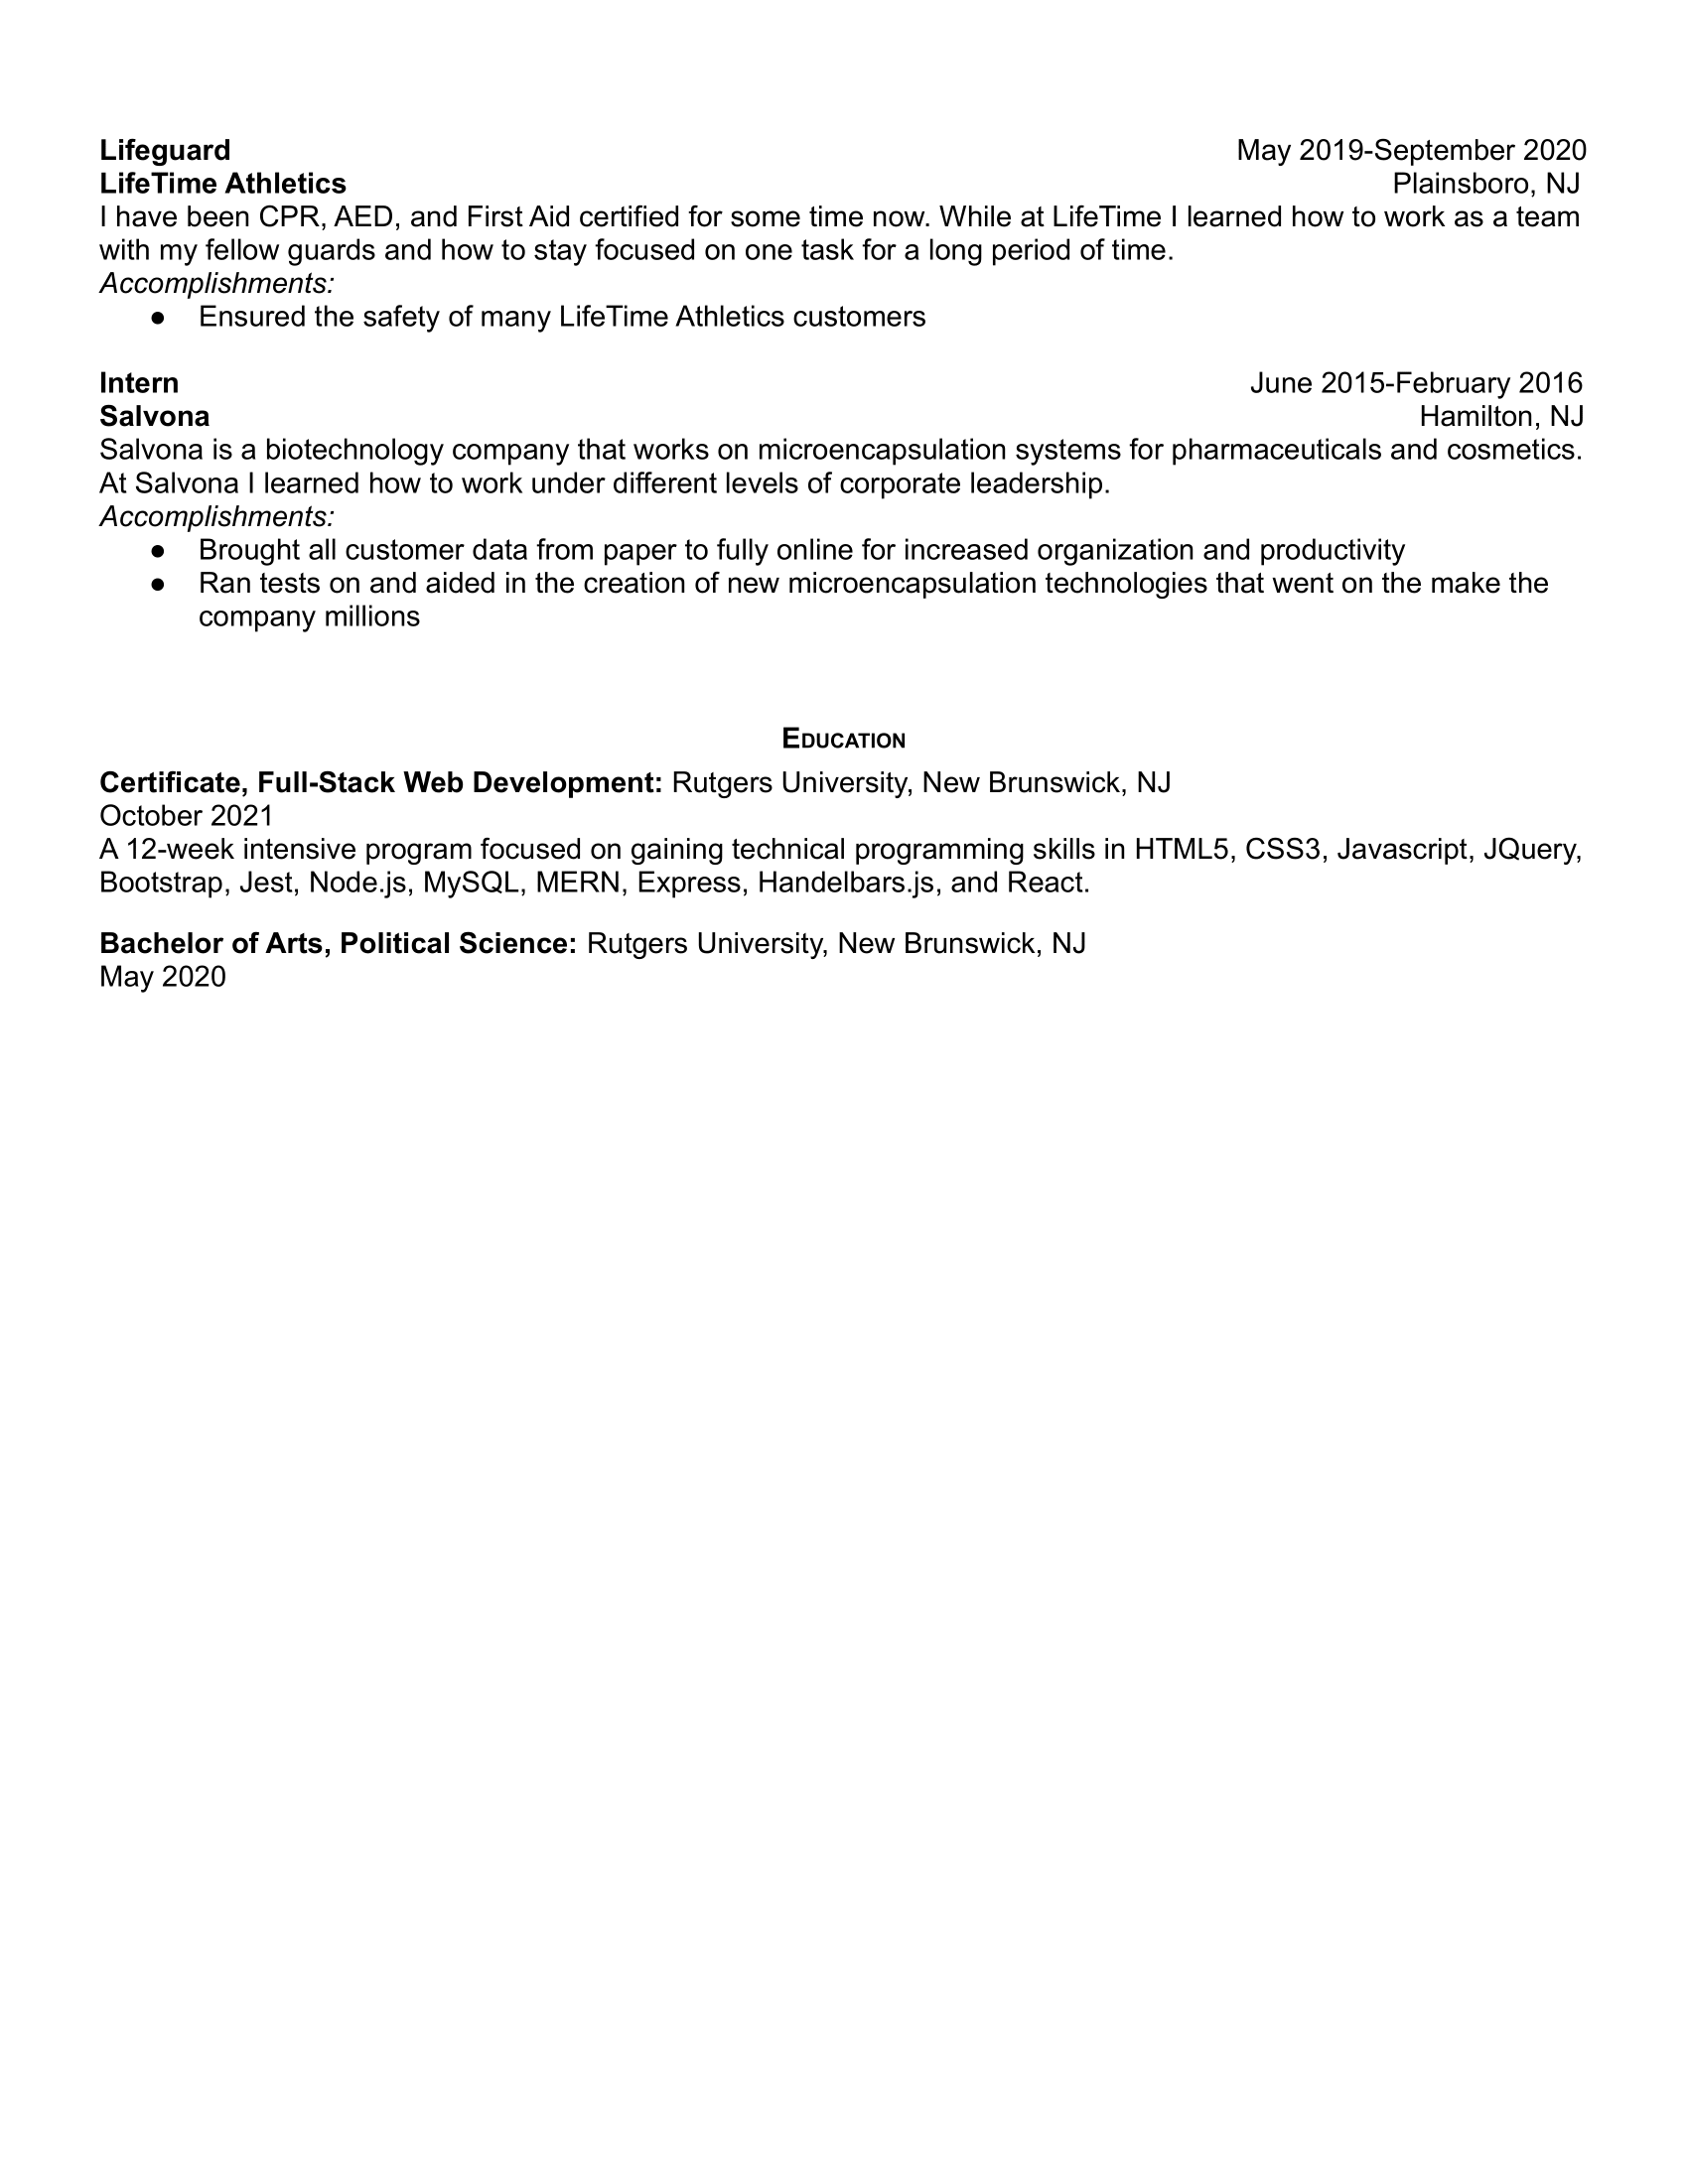 Lifeguard May 2019-September 2020
LifeTime Athletics Plainsboro, NJ
I have been CPR, AED, and First Aid certified for some time now. While at LifeTime I learned how to work as a team
with my fellow guards and how to stay focused on one task for a long period of time.
Accomplishments:
● Ensured the safety of many LifeTime Athletics customers
Intern June 2015-February 2016
Salvona Hamilton, NJ
Salvona is a biotechnology company that works on microencapsulation systems for pharmaceuticals and cosmetics.
At Salvona I learned how to work under different levels of corporate leadership.
Accomplishments:
● Brought all customer data from paper to fully online for increased organization and productivity
● Ran tests on and aided in the creation of new microencapsulation technologies that went on the make the
company millions
Education
Certificate, Full-Stack Web Development: Rutgers University, New Brunswick, NJ
October 2021
A 12-week intensive program focused on gaining technical programming skills in HTML5, CSS3, Javascript, JQuery,
Bootstrap, Jest, Node.js, MySQL, MERN, Express, Handelbars.js, and React.
Bachelor of Arts, Political Science: Rutgers University, New Brunswick, NJ
May 2020